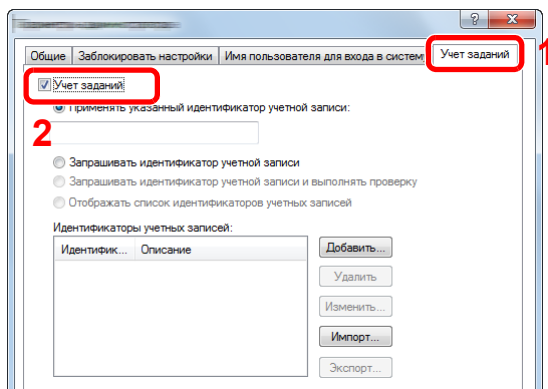 Общие Заблокировать настройки Имя пользователя для входа в систем Учет заданий
1
Учет заданий
Применять указанный идентификатор учетной записи:
2
Запрашивать идентификатор учетной записи
Запрашивать идентификатор учетной записи и выполнять проверку
Отображать список идентификаторов учетных записей
Идентификаторы учетных записей:
Идентифик... Описание
Добавить...
Удалить
Изменить...
Импорт...
Экспорт...